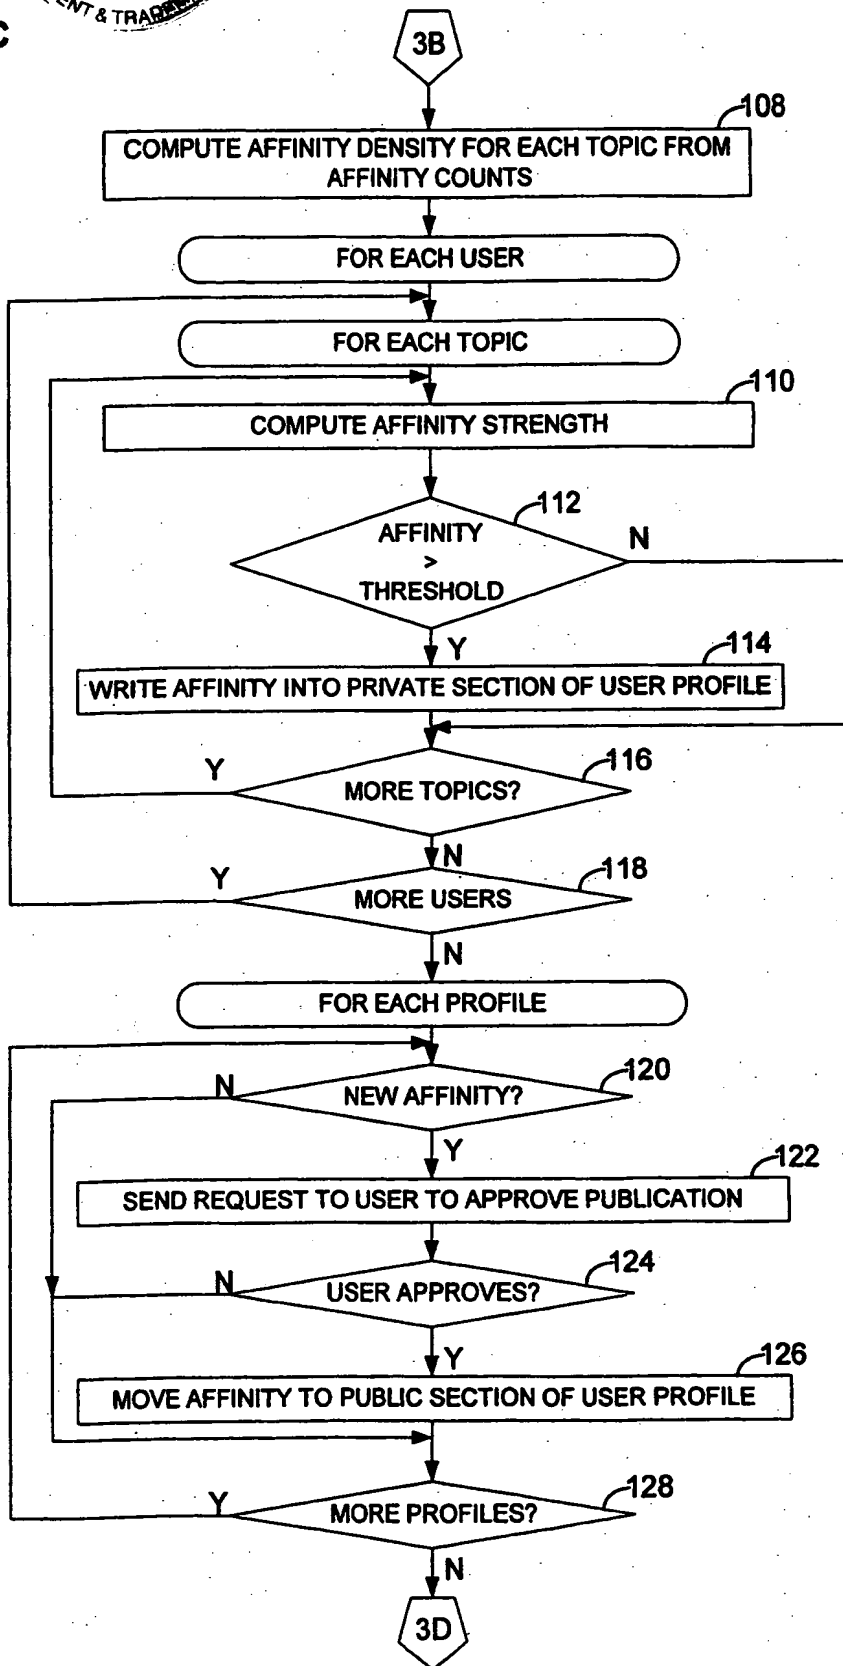 ENT & TRADE
C
3B
108
COMPUTE AFFINITY DENSITY FOR EACH TOPIC FROM
AFFINITY COUNTS
FOR EACH USER
FOR EACH TOPIC
110
COMPUTE AFFINITY STRENGTH
112
AFFINITY
>
THRESHOLD
N
Y
114
WRITE AFFINITY INTO PRIVATE SECTION OF USER PROFILE
116
Y
MORE TOPICS?
N
118
Y
MORE USERS
N
FOR EACH PROFILE
120
N
NEW AFFINITY?
Y
122
SEND REQUEST TO USER TO APPROVE PUBLICATION
124
N
USER APPROVES?
Y
126
MOVE AFFINITY TO PUBLIC SECTION OF USER PROFILE
128
Y
MORE PROFILES?
N
3D